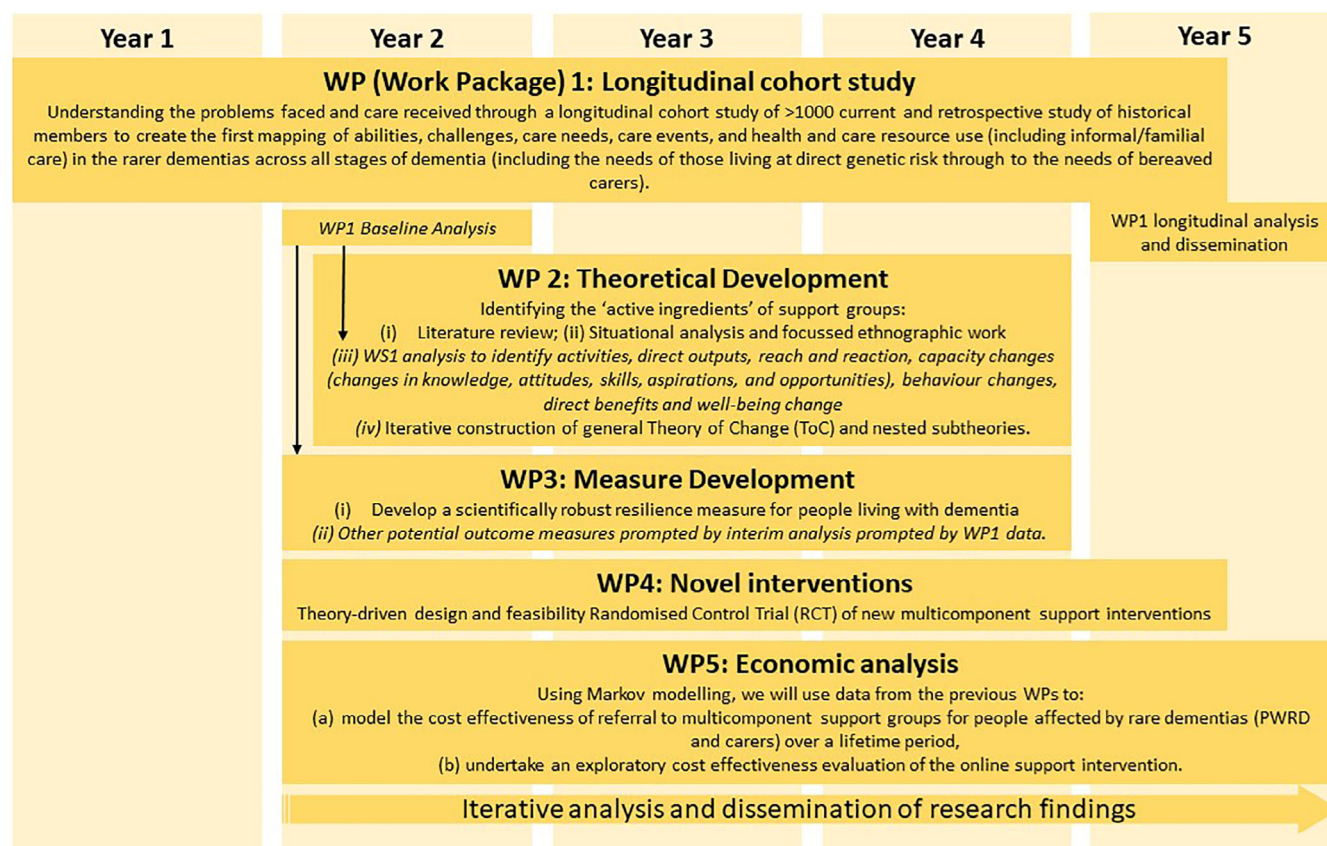 Year 1
Year 2
Year 3
Year 4
Year 5
WP (Work Package) 1: Longitudinal cohort study
Understanding the problems faced and care received through a longitudinal cohort study of >1000 current and retrospective study of historical
members to create the first mapping of abilities, challenges, care needs, care events, and health and care resource use (including informal/familial
care) in the rarer dementias across all stages of dementia (including the needs of those living at direct genetic risk through to the needs of bereaved
carers).
WP1 Baseline Analysis
WP1 longitudinal analysis
and dissemination
WP 2: Theoretical Development
Identifying the ‘active ingredients’ of support groups:
(i) Literature review; (ii) Situational analysis and focussed ethnographic work
(iii) WS1 analysis to identify activities, direct outputs, reach and reaction, capacity changes
(changes in knowledge, attitudes, skills, aspirations, and opportunities), behaviour changes,
direct benefits and well-being change
(iv) Iterative construction of general Theory of Change (ToC) and nested subtheories.
WP3: Measure Development
(i) Develop a scientifically robust resilience measure for people living with dementia
(ii) Other potential outcome measures prompted by interim analysis prompted by WP1 data.
WP4: Novel interventions
Theory-driven design and feasibility Randomised Control Trial (RCT) of new multicomponent support interventions
WP5: Economic analysis
Using Markov modelling, we will use data from the previous WPs to:
(a) model the cost effectiveness of referral to multicomponent support groups for people affected by rare dementias (PWRD
and carers) over a lifetime period,
(b) undertake an exploratory cost effectiveness evaluation of the online support intervention.
Iterative analysis and dissemination of research findings